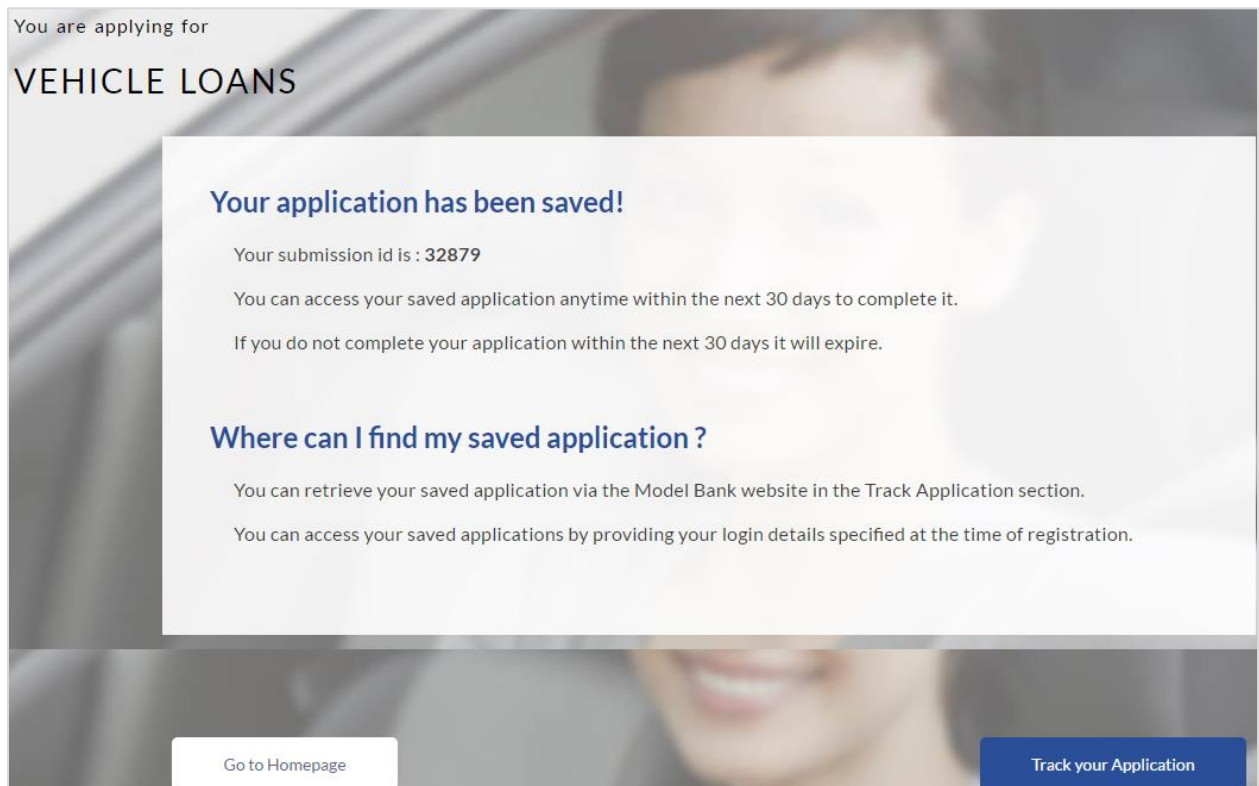 You are applying for
VEHICLE LOANS
Your application has been saved!
Your submission id is : 32879
You can access your saved application anytime within the next 30 days to complete it.
If you do not complete your application within the next 30 days it will expire.
Where can I find my saved application ?
You can retrieve your saved application via the Model Bank website in the Track Application section.
You can access your saved applications by providing your login details specified at the time of registration.
Go to Homepage
Track your Application